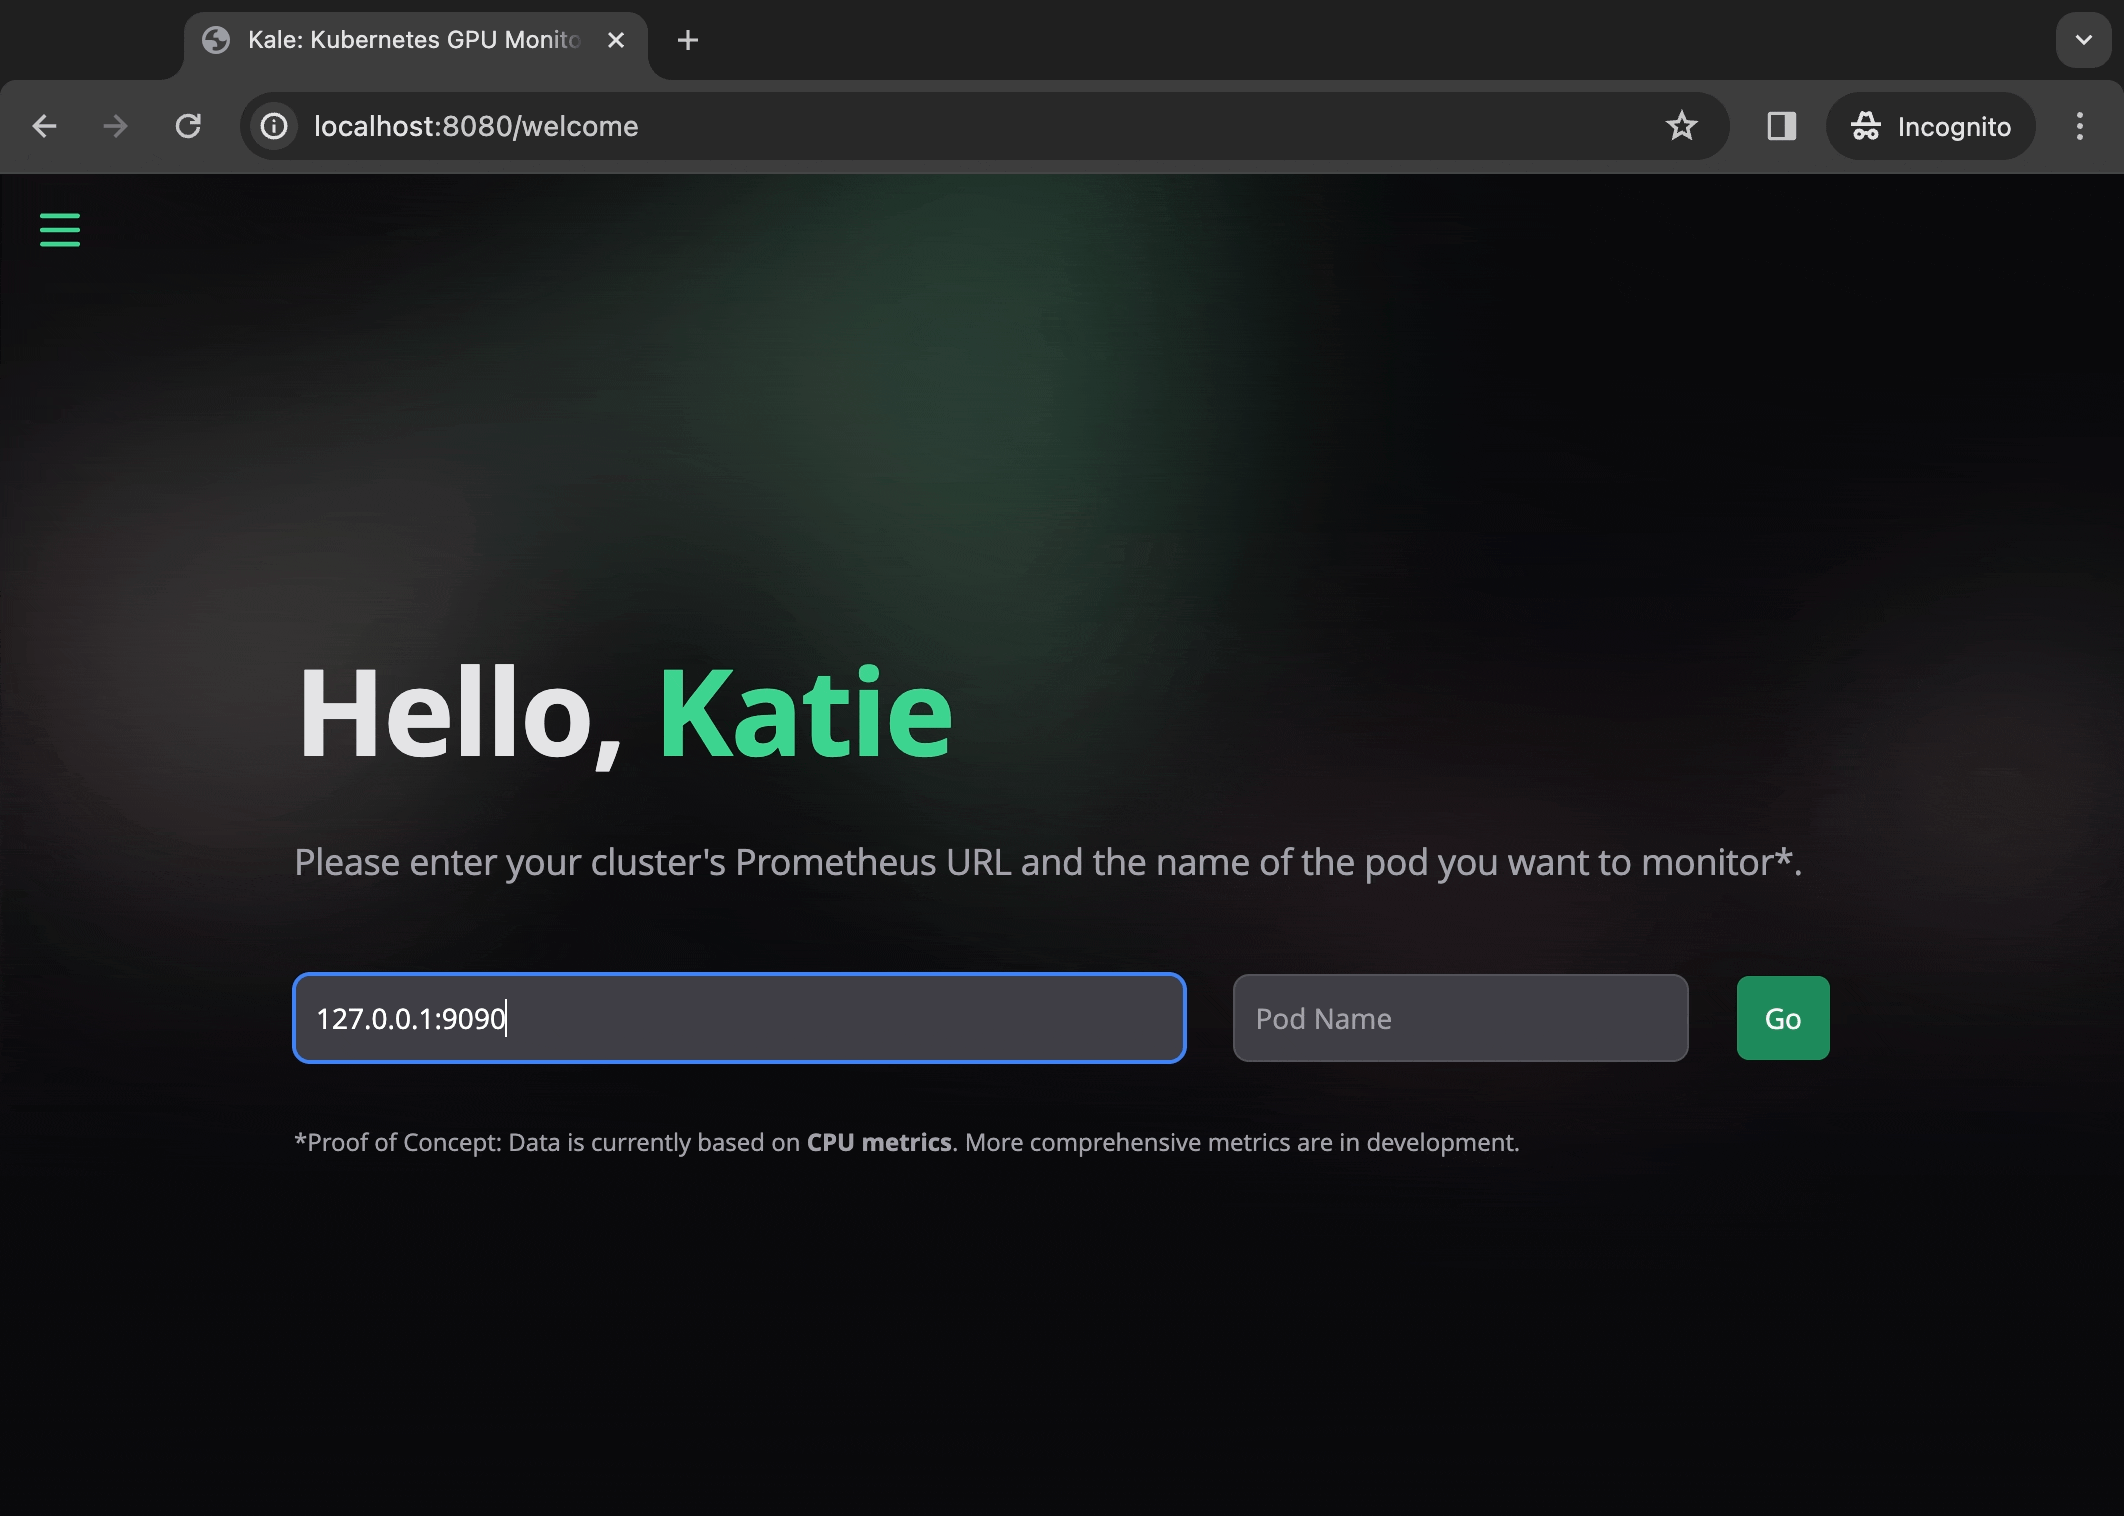 Kale: Kubernetes GPU Monito
localhost:8080/welcome
Incognito
Hello, Katie
Please enter your cluster's Prometheus URL and the name of the pod you want to monitor*.
127.0.0.1:9090
Pod Name
Go
*Proof of Concept: Data is currently based on CPU metrics. More comprehensive metrics are in development.